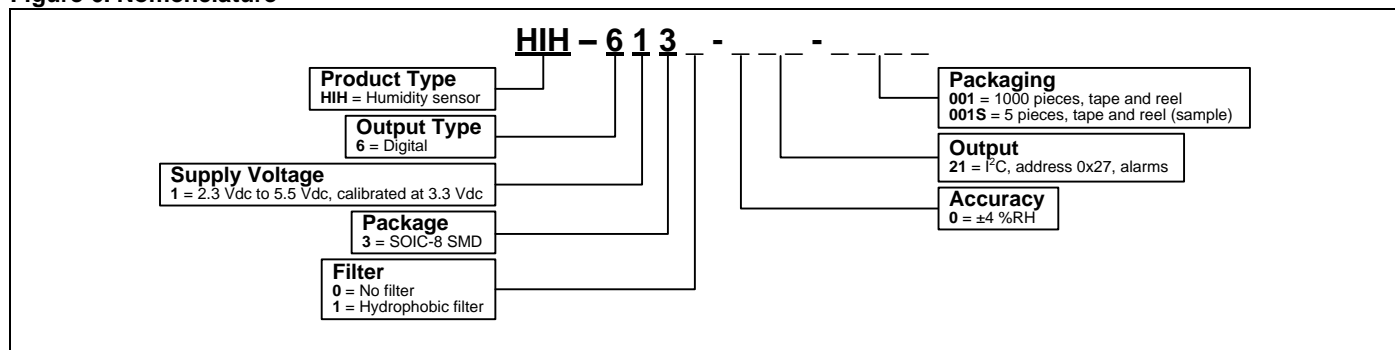 HIH – 6 1 3 _ - _ _ _ - _ _ _ _
Product Type
HIH = Humidity sensor
Output Type
6 = Digital
Supply Voltage
1 = 2.3 Vdc to 5.5 Vdc, calibrated at 3.3 Vdc
Package
3 = SOIC-8 SMD
Filter
0 = No filter
1 = Hydrophobic filter
Packaging
001 = 1000 pieces, tape and reel
001S = 5 pieces, tape and reel (sample)
Output
21 = I²C, address 0x27, alarms
Accuracy
0 = ±4 %RH